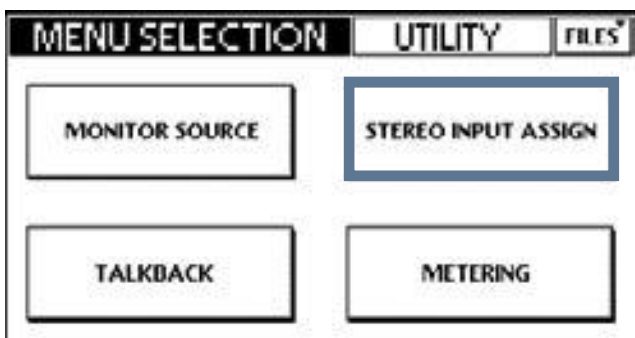 MENU SELECTION UTILITY FILES
MONITOR SOURCE STEREO INPUT ASSIGN
TALKBACK METERING